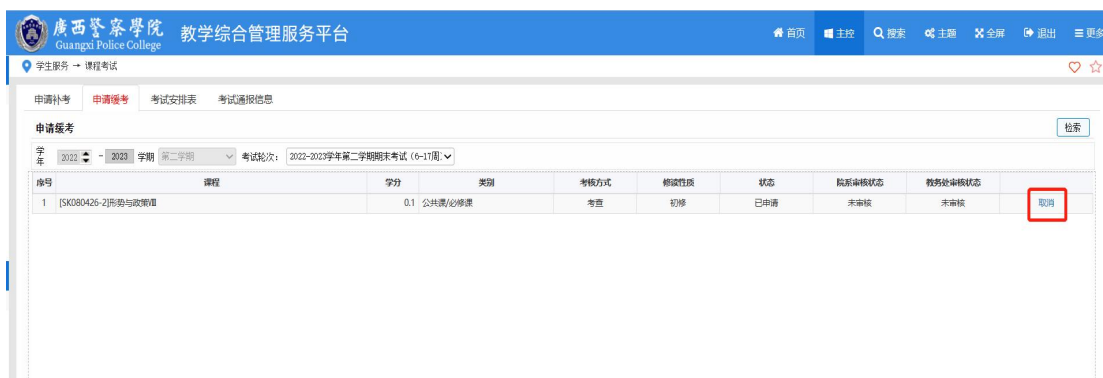 廣西警察學院 教学综合管理服务平台 首页 主控 搜索 主题 全屏 退出 更多
Guangxi Police College
学生服务 → 课程考试
申请补考 申请缓考 考试安排表 考试通报信息
申请缓考 检索
学年 2022 - 2023 学期 第二学期 考试轮次: 2022-2023学年第二学期期末考试 (6-17周)
序号 课程 学分 类别 考核方式 修读性质 状态 院系审核状态 教务处审核状态
1 [SK080426-2]形势与政策Ⅷ 0.1 公共课/必修课 考查 初修 已申请 未审核 未审核 取消